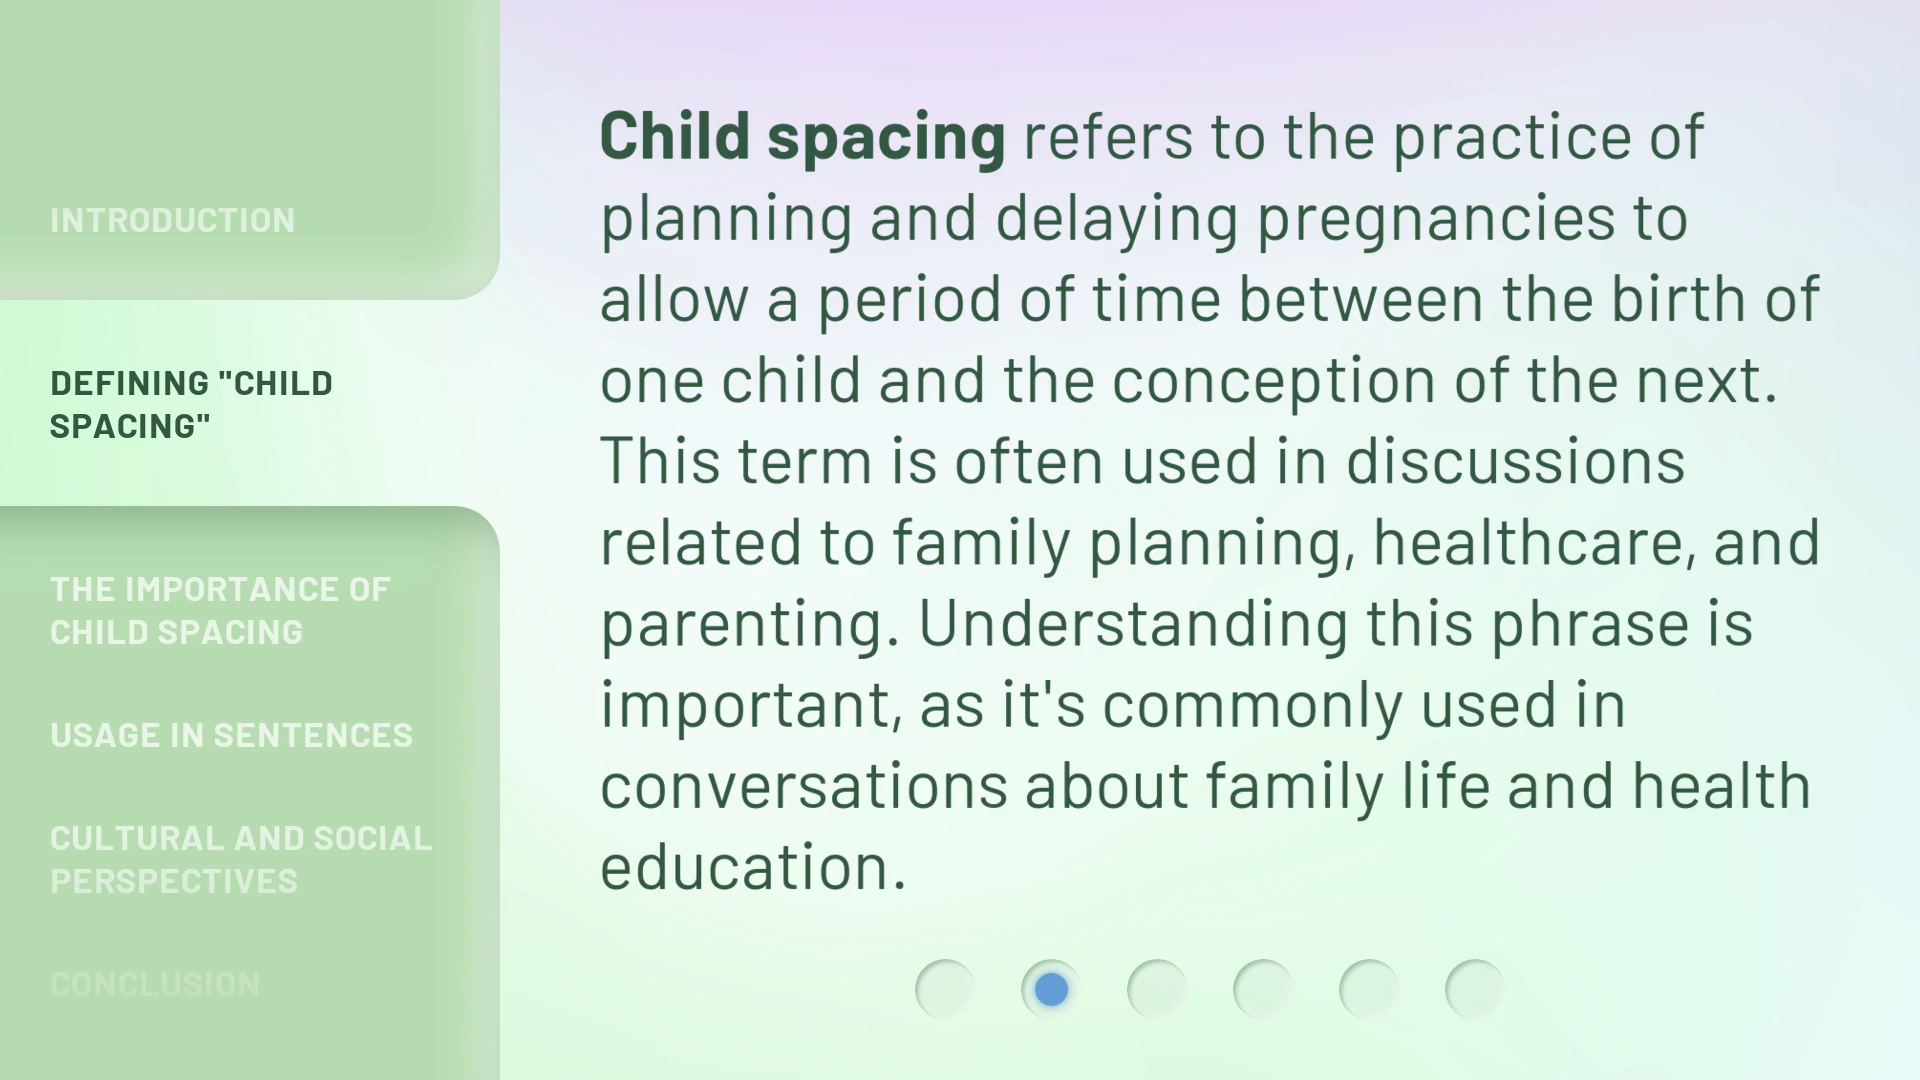 INTRODUCTION
DEFINING "CHILD
SPACING"
THE IMPORTANCE OF
CHILD SPACING
USAGE IN SENTENCES
CULTURAL AND SOCIAL
PERSPECTIVES
CONCLUSION
Child spacing refers to the practice of
planning and delaying pregnancies to
allow a period of time between the birth of
one child and the conception of the next.
This term is often used in discussions
related to family planning, healthcare, and
parenting. Understanding this phrase is
important, as it's commonly used in
conversations about family life and health
education.